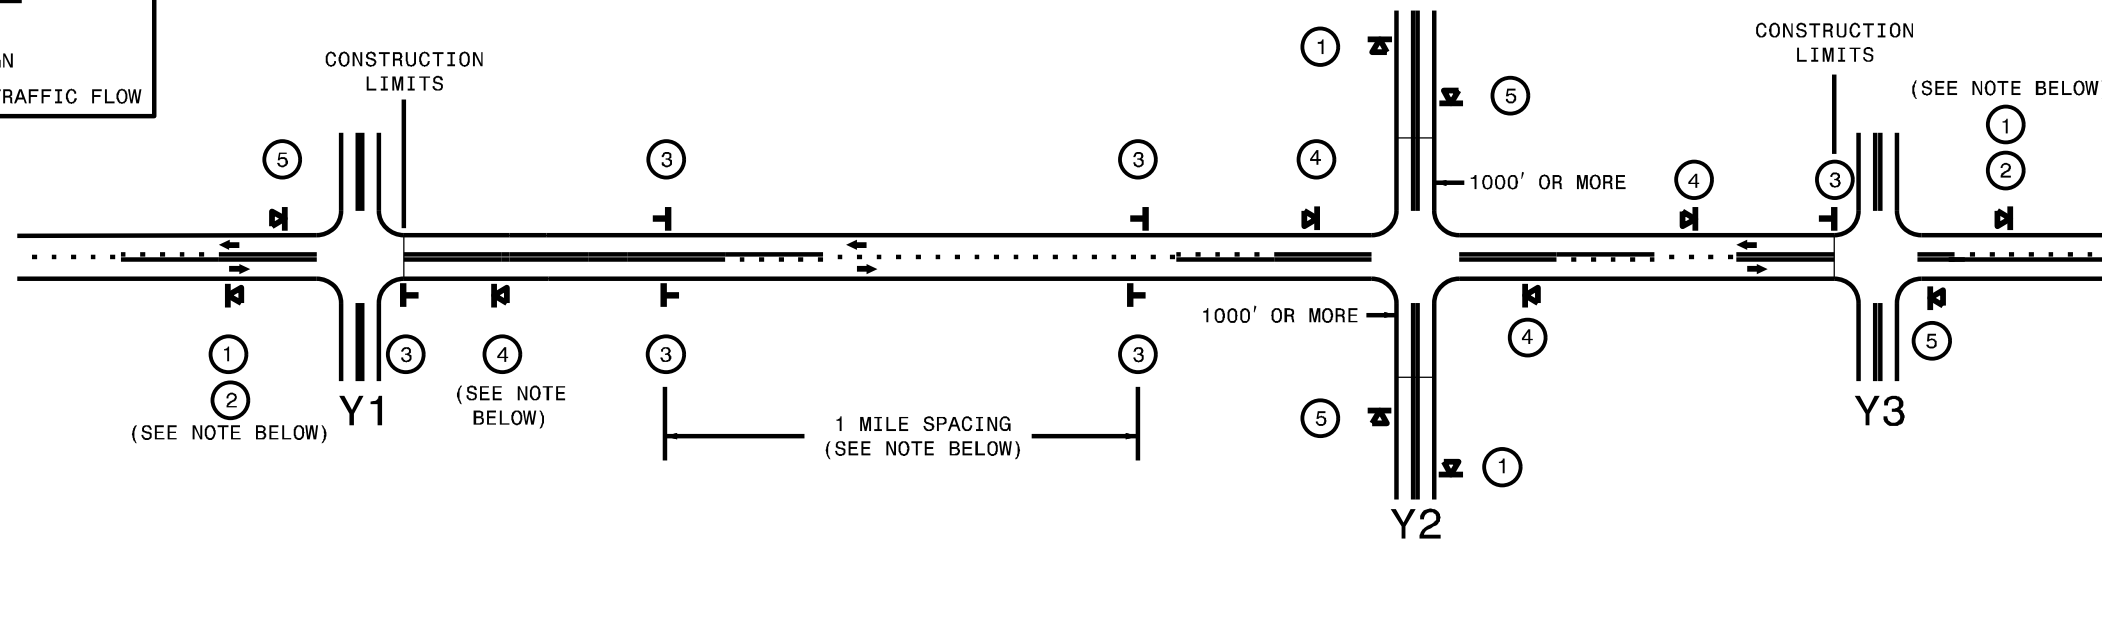 N
TRAFFIC FLOW
CONSTRUCTION
LIMITS
CONSTRUCTION
LIMITS
(SEE NOTE BELOW
1
2
1
5
5
3
3
4
1000' OR MORE
4
3
1
2
(SEE NOTE BELOW)
Y1
3
4
(SEE NOTE
BELOW)
3
1 MILE SPACING
(SEE NOTE BELOW)
3
1000' OR MORE
5
1
Y2
4
5
Y3